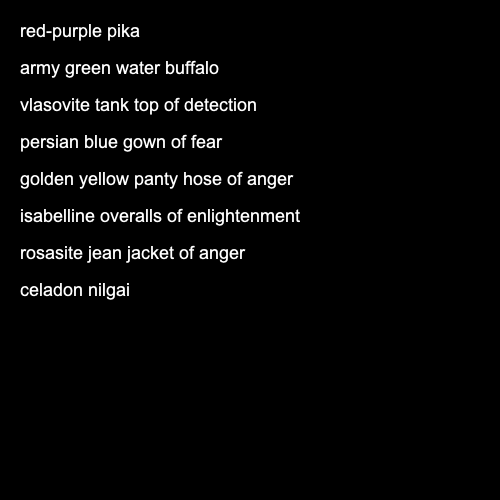 red-purple pika
army green water buffalo
vlasovite tank top of detection
persian blue gown of fear
golden yellow panty hose of anger
isabelline overalls of enlightenment
rosasite jean jacket of anger
celadon nilgai